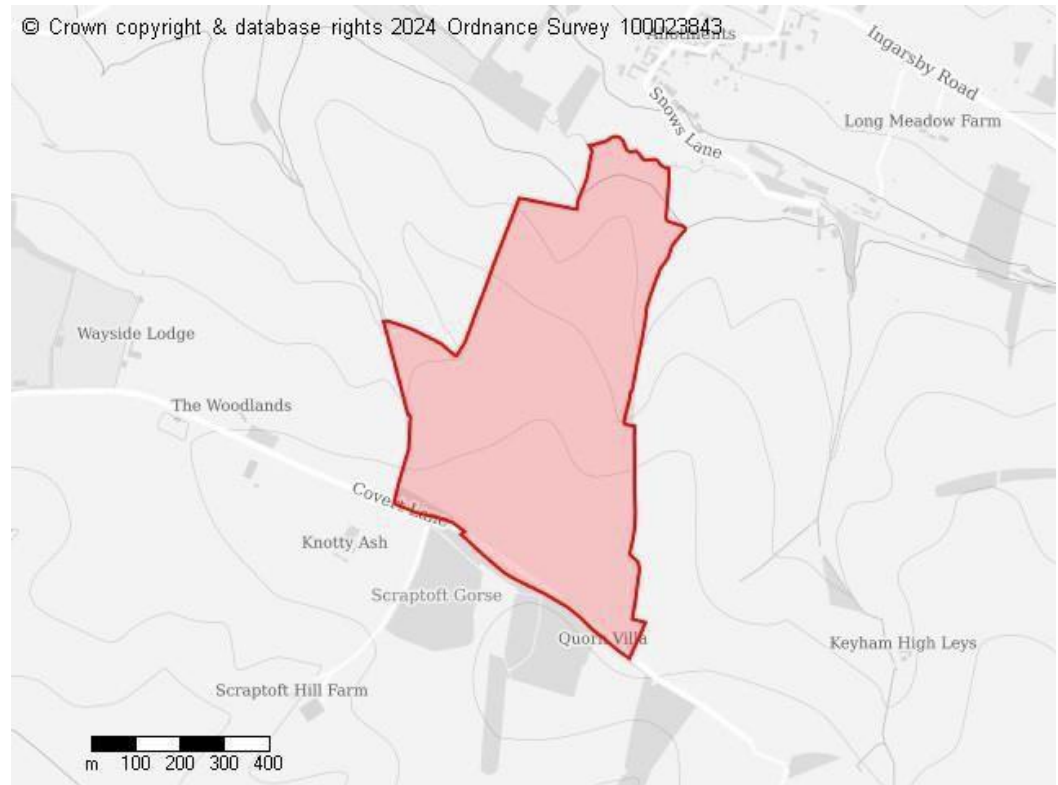 © Crown copyright & database rights 2024 Ordnance Survey 100023843
Allotments
Ingarsby Road
Snows Lane
Long Meadow Farm
Wayside Lodge
The Woodlands
Covert Lane
Knotty Ash
Scraptoft Gorse
Quorn Villa
Keyham High Leys
Scraptoft Hill Farm
m 100 200 300 400